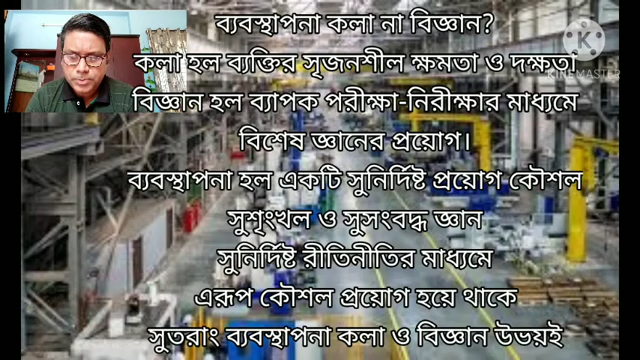 ব্যবস্থাপনা কলা না বিজ্ঞান?
কলা হল ব্যক্তির সৃজনশীল ক্ষমতা ও দক্ষতা
বিজ্ঞান হল ব্যাপক পরীক্ষা-নিরীক্ষার মাধ্যমে
বিশেষ জ্ঞানের প্রয়োগ।
ব্যবস্থাপনা হল একটি সুনির্দিষ্ট প্রয়োগ কৌশল
সুশৃংখল ও সুসংবদ্ধ জ্ঞান
সুনির্দিষ্ট রীতিনীতির মাধ্যমে
এরূপ কৌশল প্রয়োগ হয়ে থাকে
সুতরাং ব্যবস্থাপনা কলা ও বিজ্ঞান উভয়ই
K
KINEMASTER